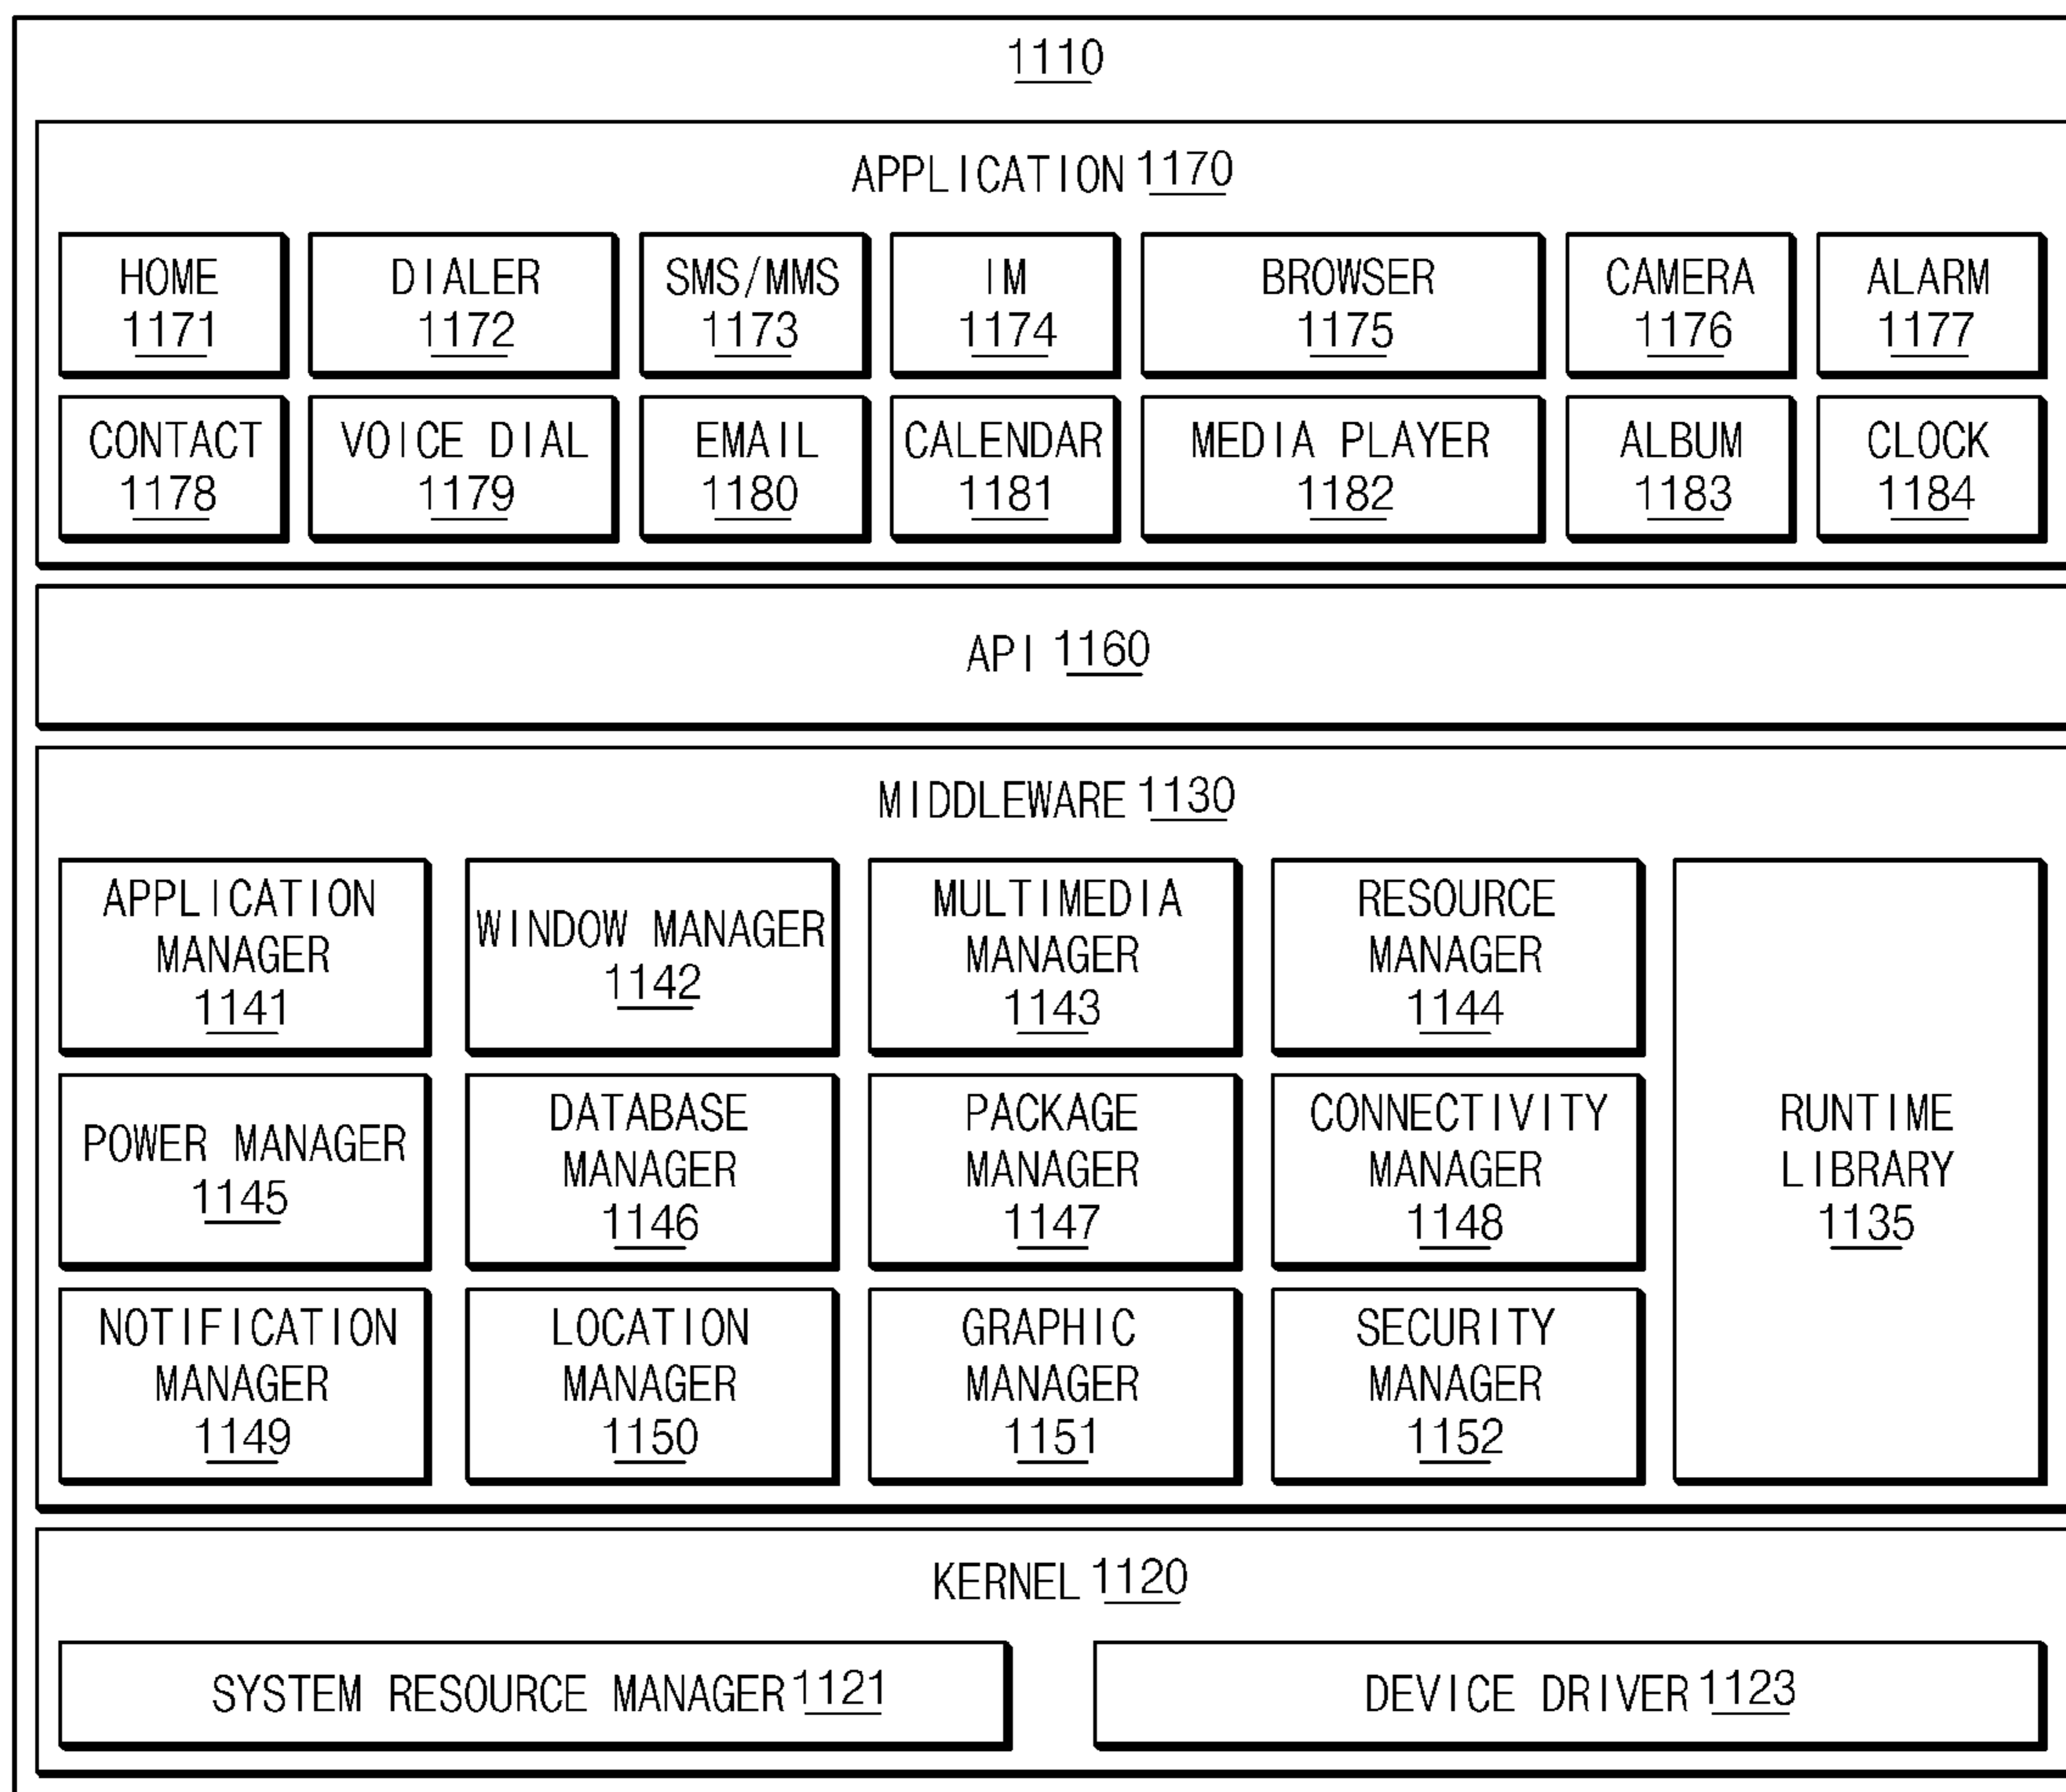 1110
APPLICATION 1170
HOME
1171
DIALER
1172
SMS/MMS
1173
IM
1174
BROWSER
1175
CAMERA
1176
ALARM
1177
CONTACT
1178
VOICE DIAL
1179
EMAIL
1180
CALENDAR
1181
MEDIA PLAYER
1182
ALBUM
1183
CLOCK
1184
API 1160
MIDDLEWARE 1130
APPLICATION
MANAGER
1141
WINDOW MANAGER
1142
MULTIMEDIA
MANAGER
1143
RESOURCE
MANAGER
1144
POWER MANAGER
1145
DATABASE
MANAGER
1146
PACKAGE
MANAGER
1147
CONNECTIVITY
MANAGER
1148
RUNTIME
LIBRARY
1135
NOTIFICATION
MANAGER
1149
LOCATION
MANAGER
1150
GRAPHIC
MANAGER
1151
SECURITY
MANAGER
1152
KERNEL 1120
SYSTEM RESOURCE MANAGER 1121
DEVICE DRIVER 1123